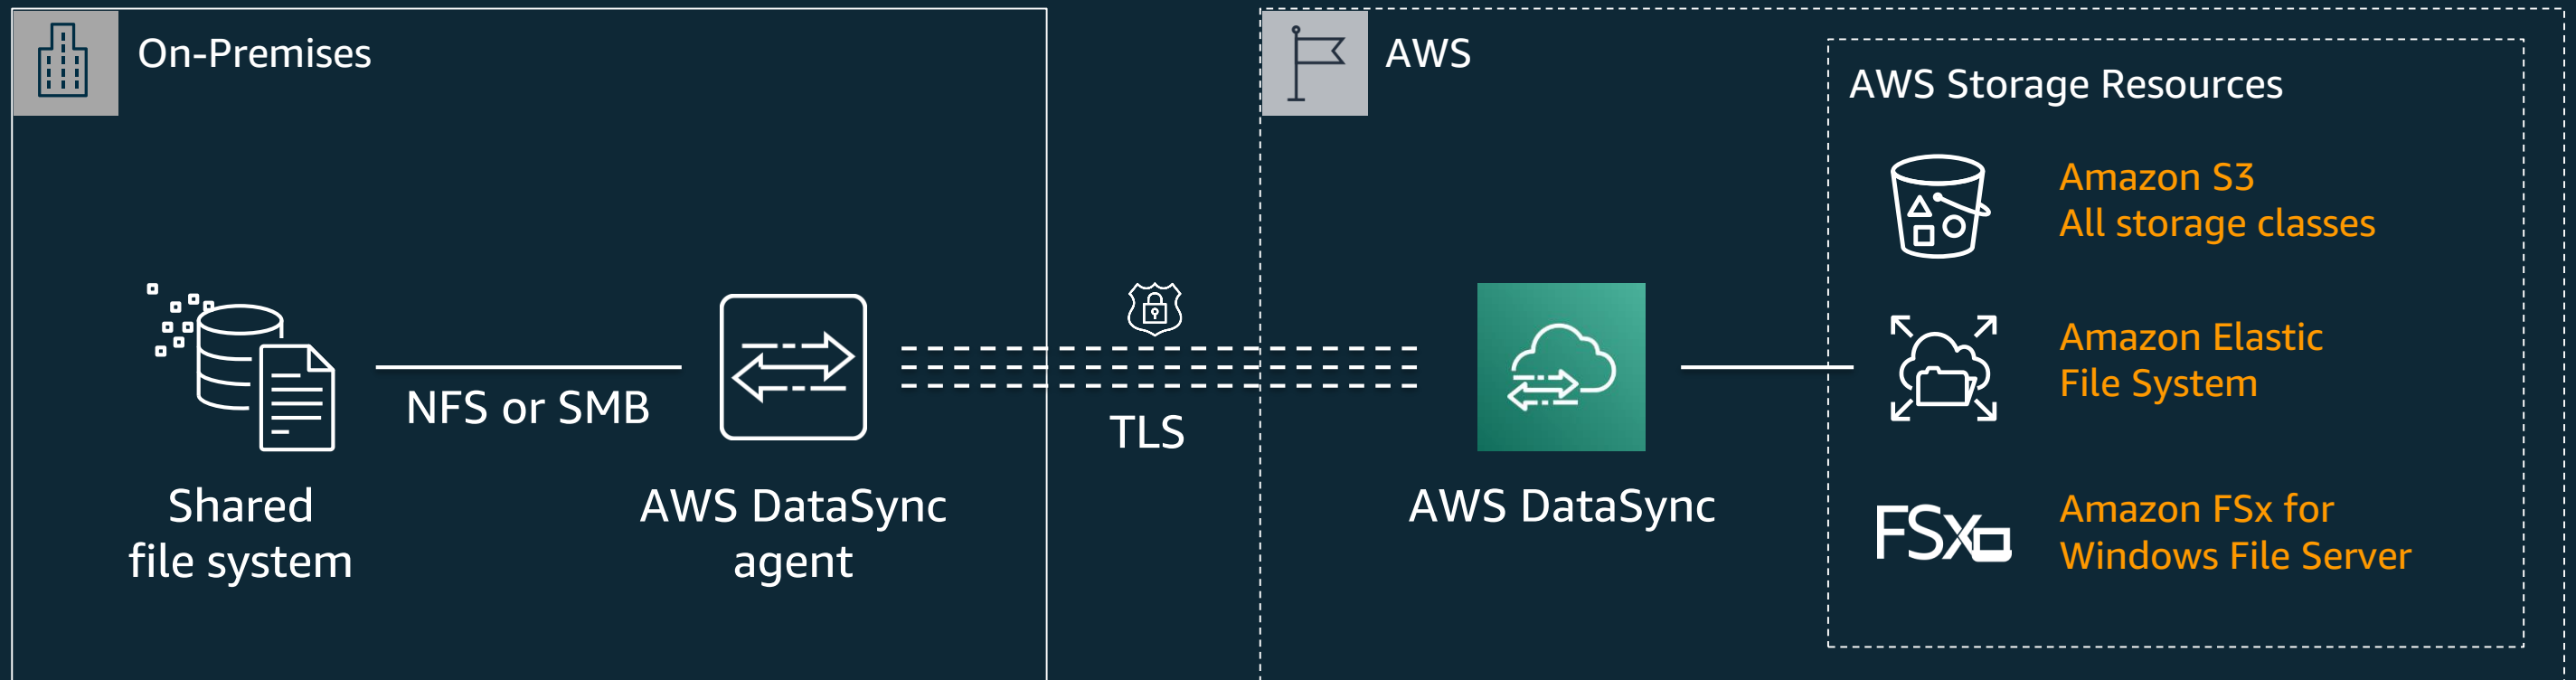 On-Premises
AWS
AWS Storage Resources
Amazon S3
All storage classes
NFS or SMB
TLS
Amazon Elastic
File System
Shared
file system
AWS DataSync
agent
AWS DataSync
FSx
Amazon FSx for
Windows File Server